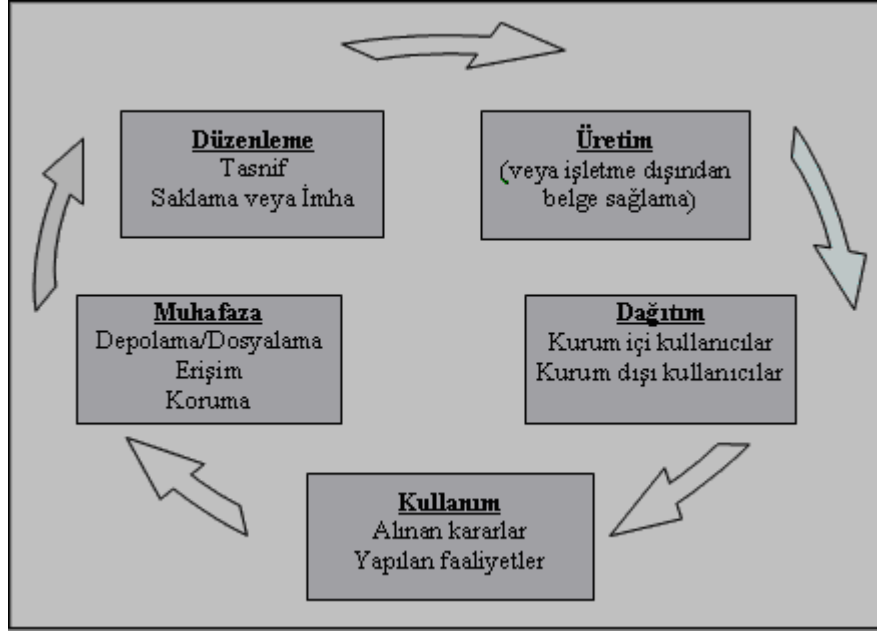 Düzenleme
Tasnif
Saklama veya İmha
Üretim
(veya işletme dışından
belge sağlama)
Muhafaza
Depolama/Dosyalama
Erişim
Koruma
Dağıtım
Kurum içi kullanıcılar
Kurum dışı kullanıcılar
Kullanım
Alınan kararlar
Yapılan faaliyetler